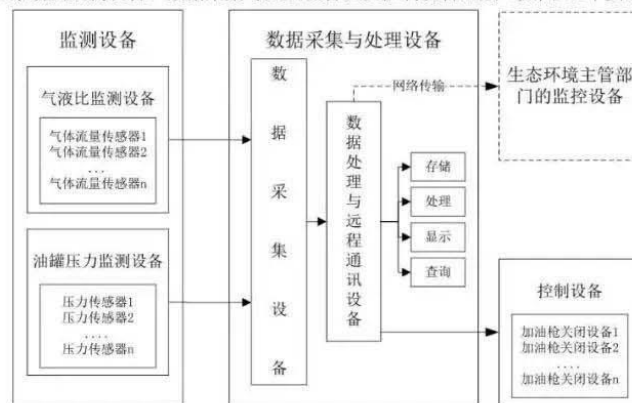 监测设备
气液比监测设备
气体流量传感器1
气体流量传感器2
...
气体流量传感器n
油罐压力监测设备
压力传感器1
压力传感器2
....
压力传感器n
数据采集与处理设备
数据采集设备
数据处理与远程通讯设备
网络传输
存储
处理
显示
查询
生态环境主管部
门的监控设备
控制设备
加油枪关闭设备1
加油枪关闭设备2
....
加油枪关闭设备n